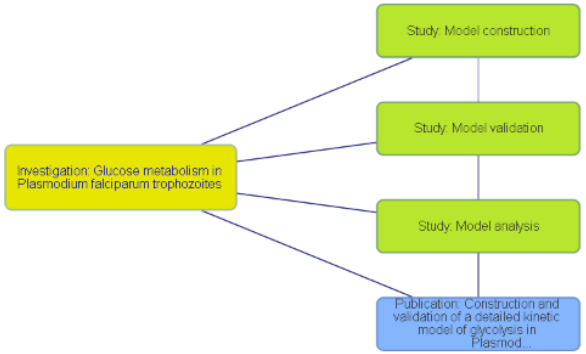 Study: Model construction
Study: Model validation
Investigation: Glucose metabolism in
Plasmodium falciparum trophozoites
Study: Model analysis
Publication: Construction and
validation of a detailed kinetic
model of glycolysis in
Plasmod...